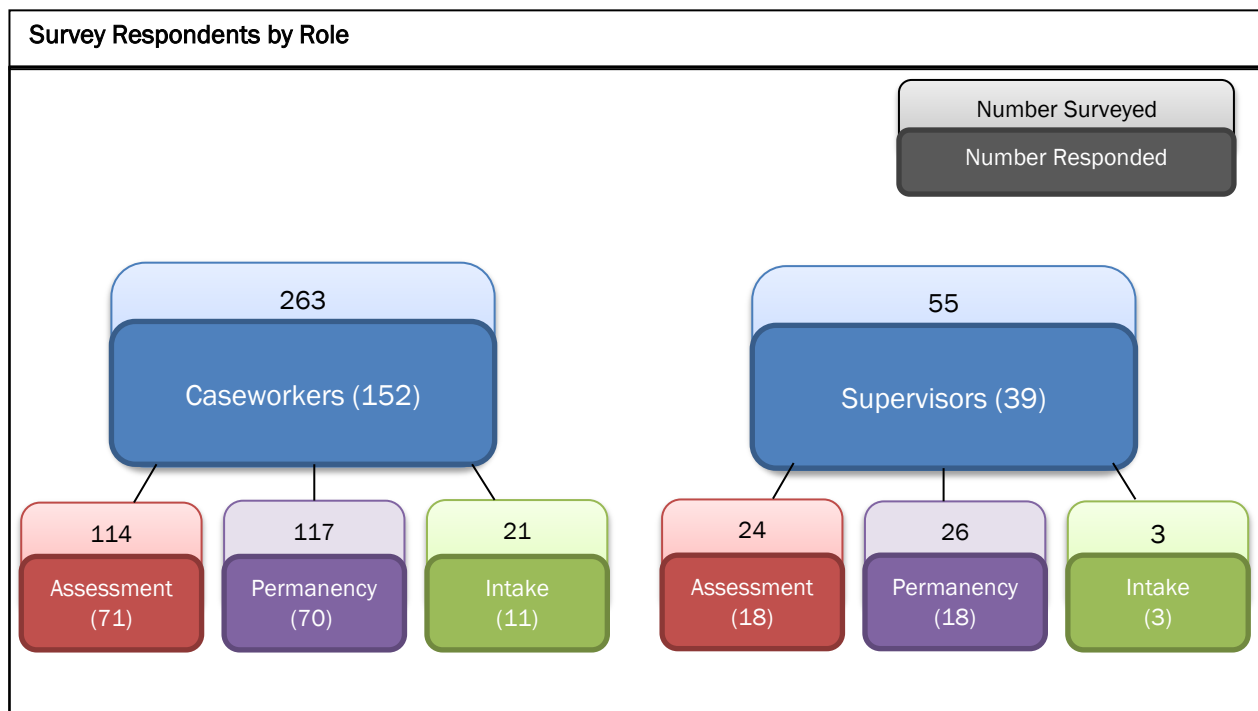 Survey Respondents by Role
Number Surveyed
Number Responded
263
Caseworkers (152)
114
Assessment
(71)
117
Permanency
(70)
21
Intake
(11)
55
Supervisors (39)
24
Assessment
(18)
26
Permanency
(18)
3
Intake
(3)